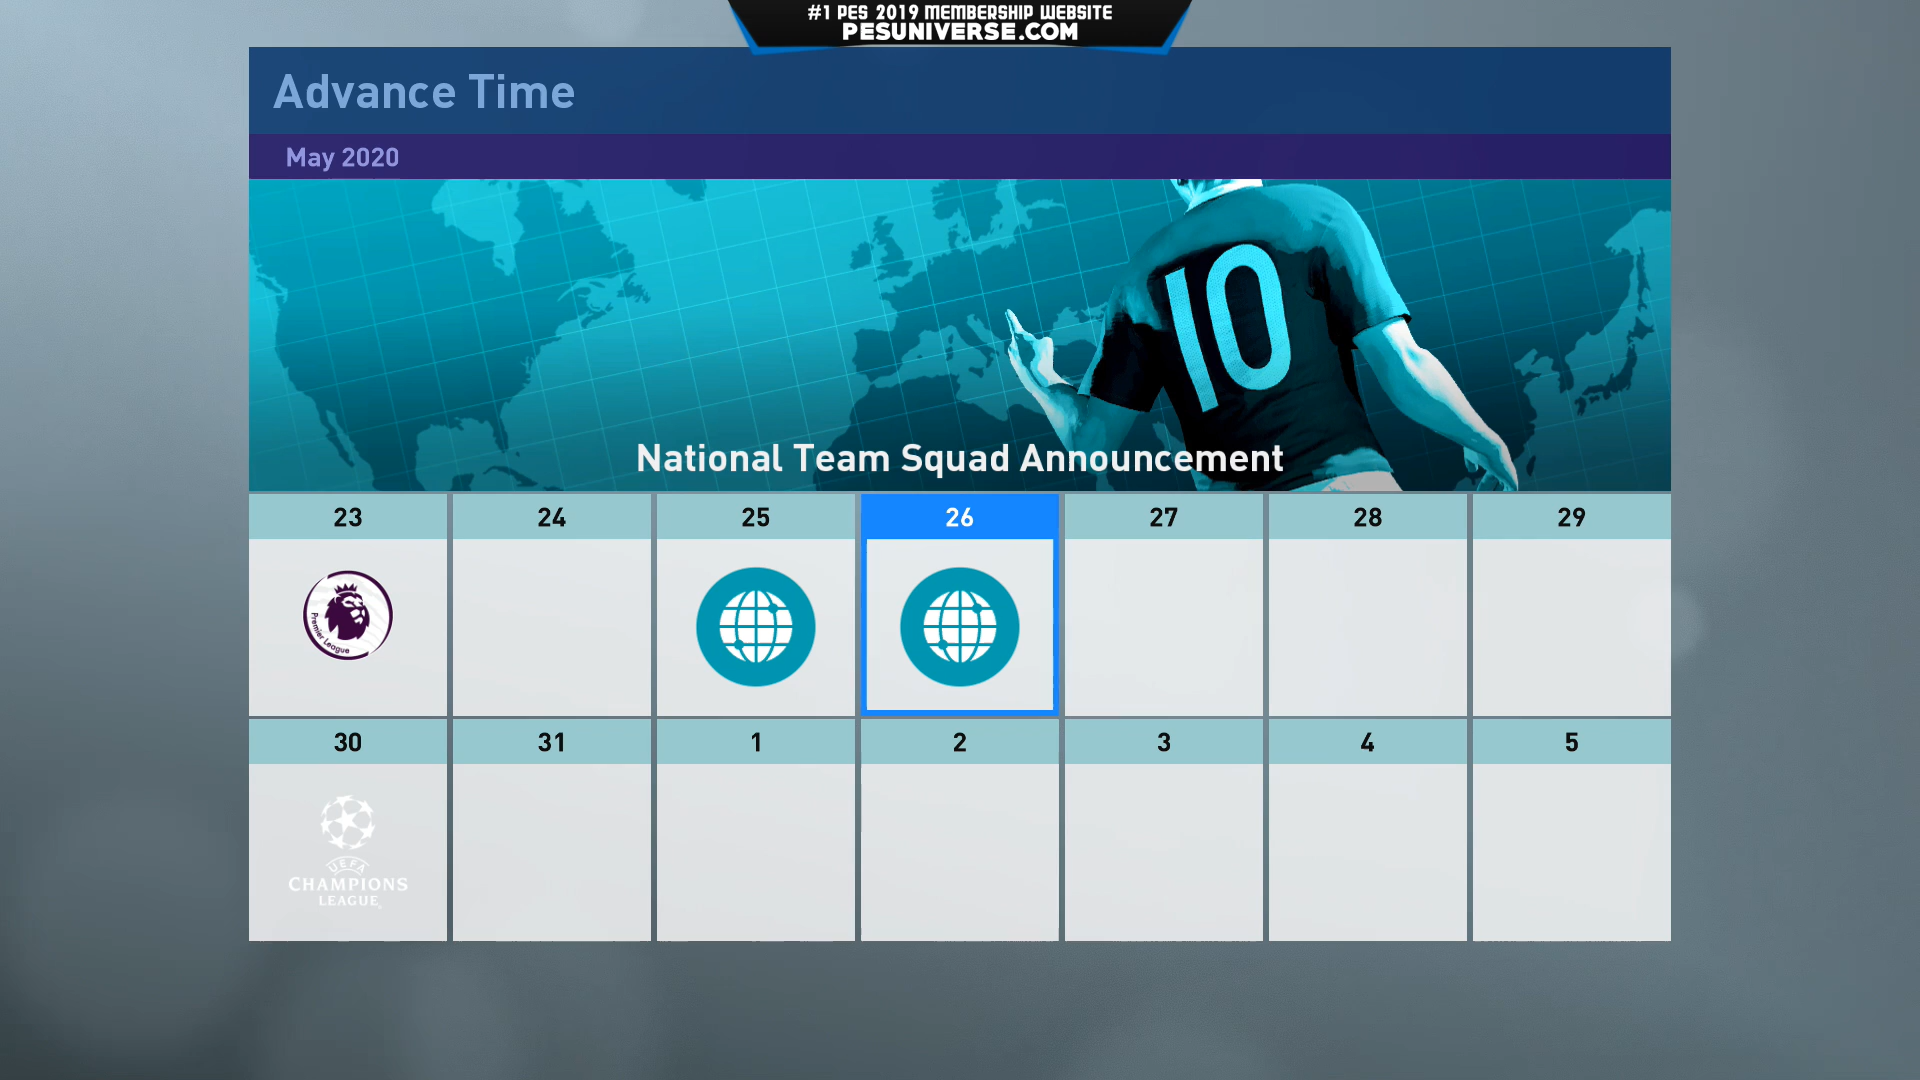 #1 PES 2019 MEMBERSHIP WEBSITE
PESUNIVERSE.COM
Advance Time
May 2020
10
National Team Squad Announcement
23 24 25 26 27 28 29
Premier League
30 31 1 2 3 4 5
UEFA
CHAMPIONS
LEAGUE